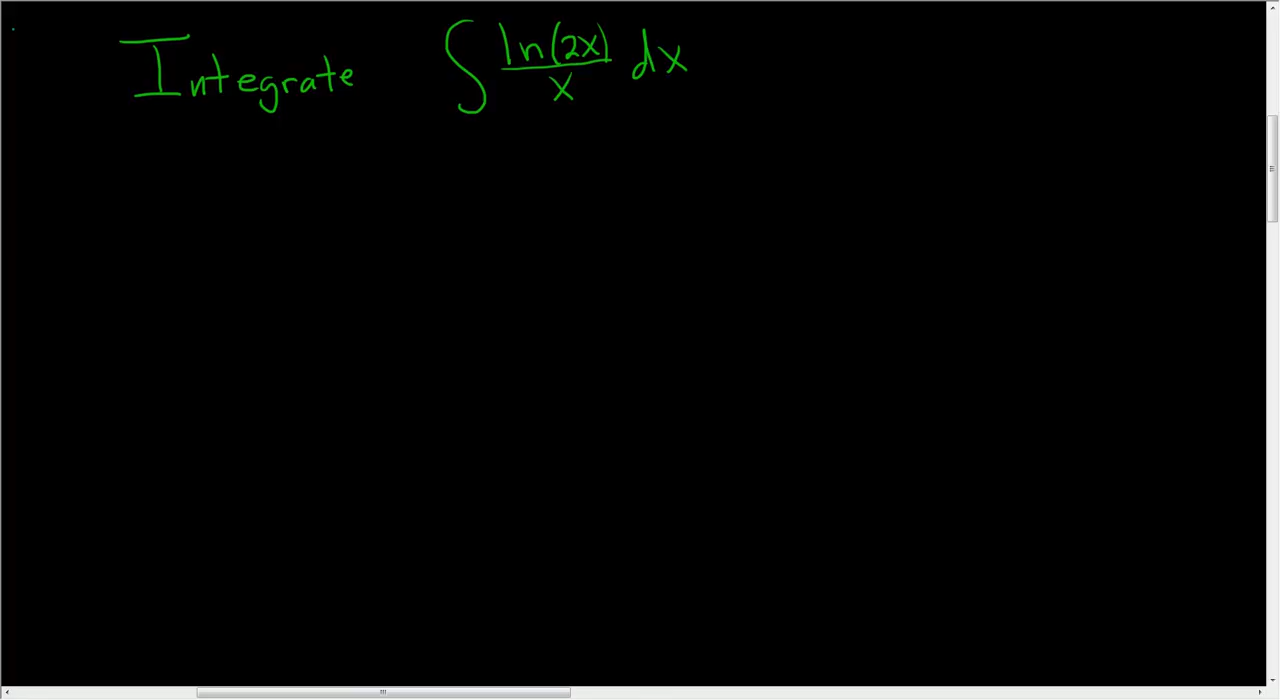 Integrate ∫ ln(2x)/x dx